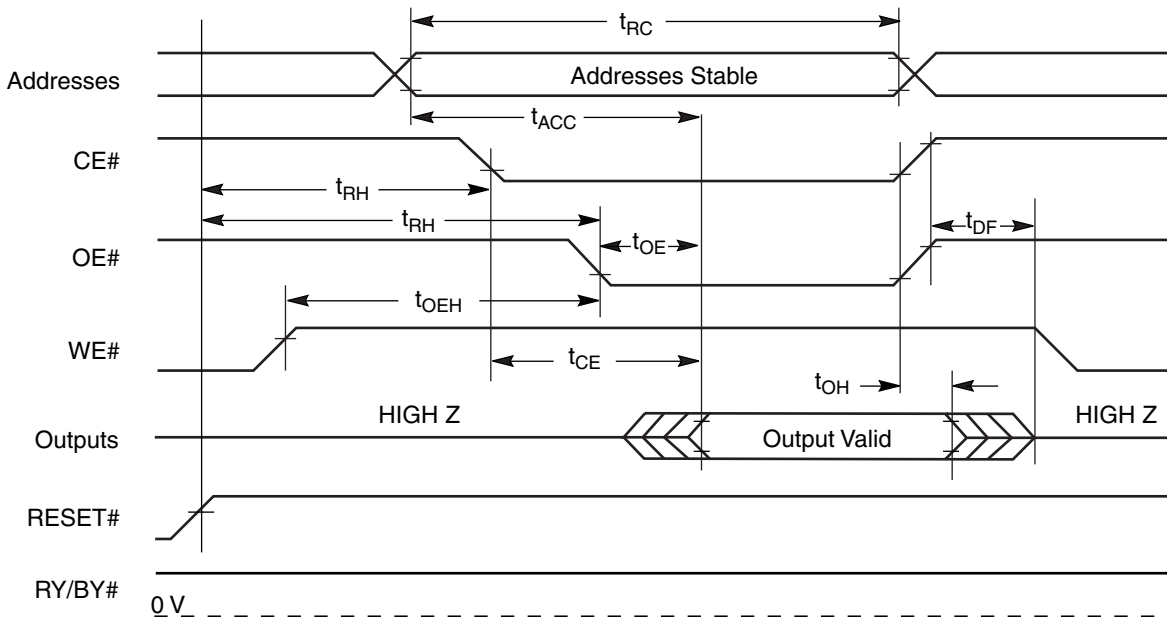 tRC
Addresses
Addresses Stable
tACC
CE#
tRH
tRH
tDF
OE#
tOE
tOEH
WE#
tCE
tOH
HIGH Z
HIGH Z
Outputs
Output Valid
RESET#
RY/BY#
0 V